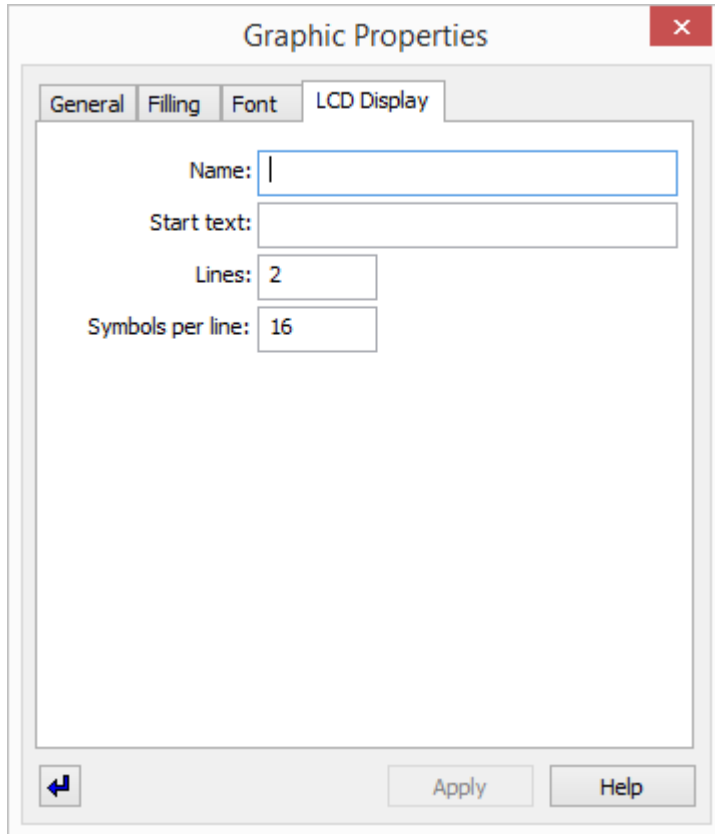 Graphic Properties
General Filling Font LCD Display
Name:
Start text:
Lines: 2
Symbols per line: 16
Apply Help